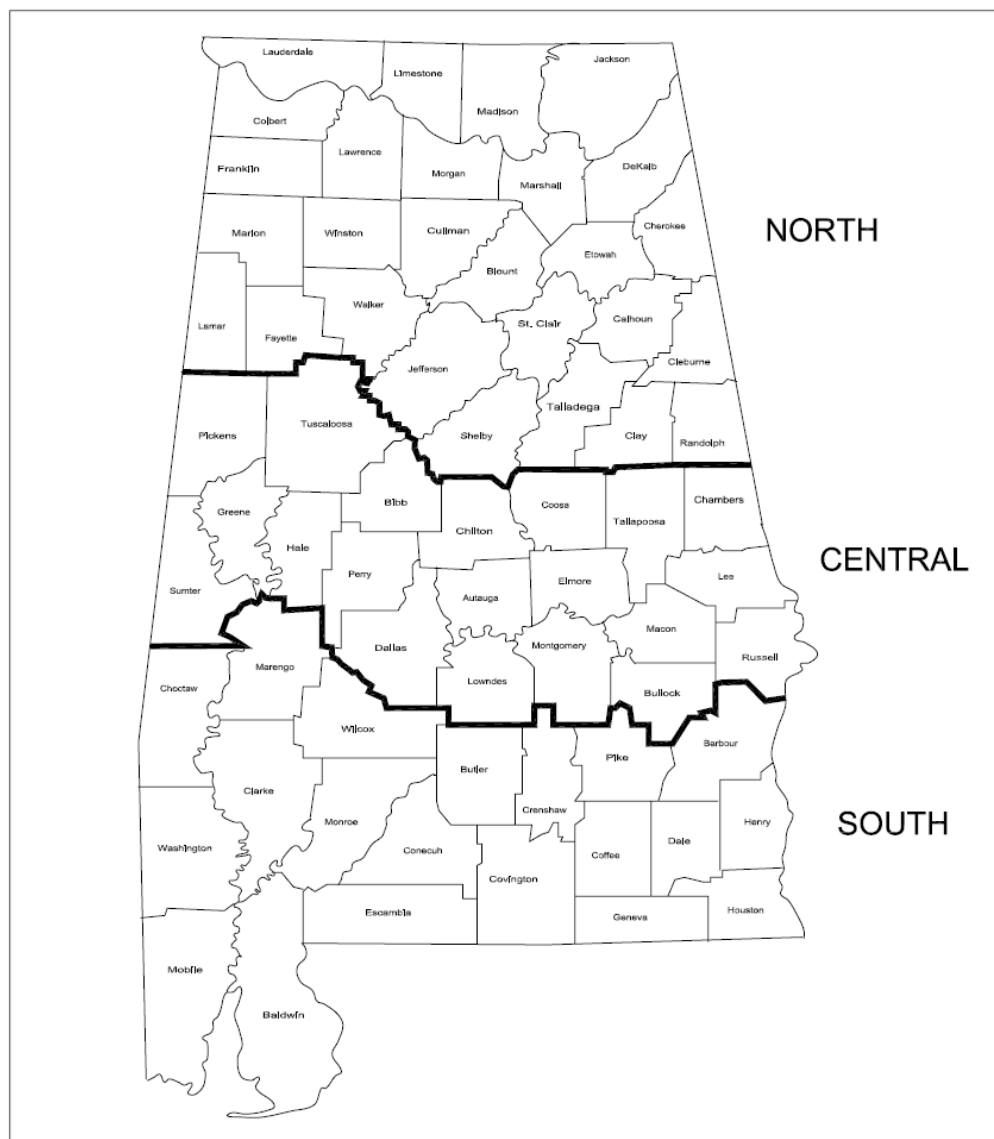 Lauderdale
Limestone
Madison
Jackson
Colbert
Lawrence
Franklin
Morgan
Marshall
DeKalb
Marion
Winston
Cullman
Cherokee
NORTH
Etowah
Blount
Walker
Lamar
Fayette
St. Clair
Calhoun
Jefferson
Cleburne
Talladega
Tuscaloosa
Pickens
Shelby
Clay
Randolph
Bibb
Chambers
Greene
Coosa
Tallapoosa
Chilton
Hale
CENTRAL
Perry
Elmore
Lee
Sumter
Autauga
Macon
Dallas
Montgomery
Russell
Marengo
Lowndes
Choctaw
Bullock
Wilcox
Barbour
Pike
Butler
Clarke
Crenshaw
Monroe
Henry
SOUTH
Washington
Conecuh
Coffee
Dale
Covington
Escambia
Geneva
Houston
Mobile
Baldwin